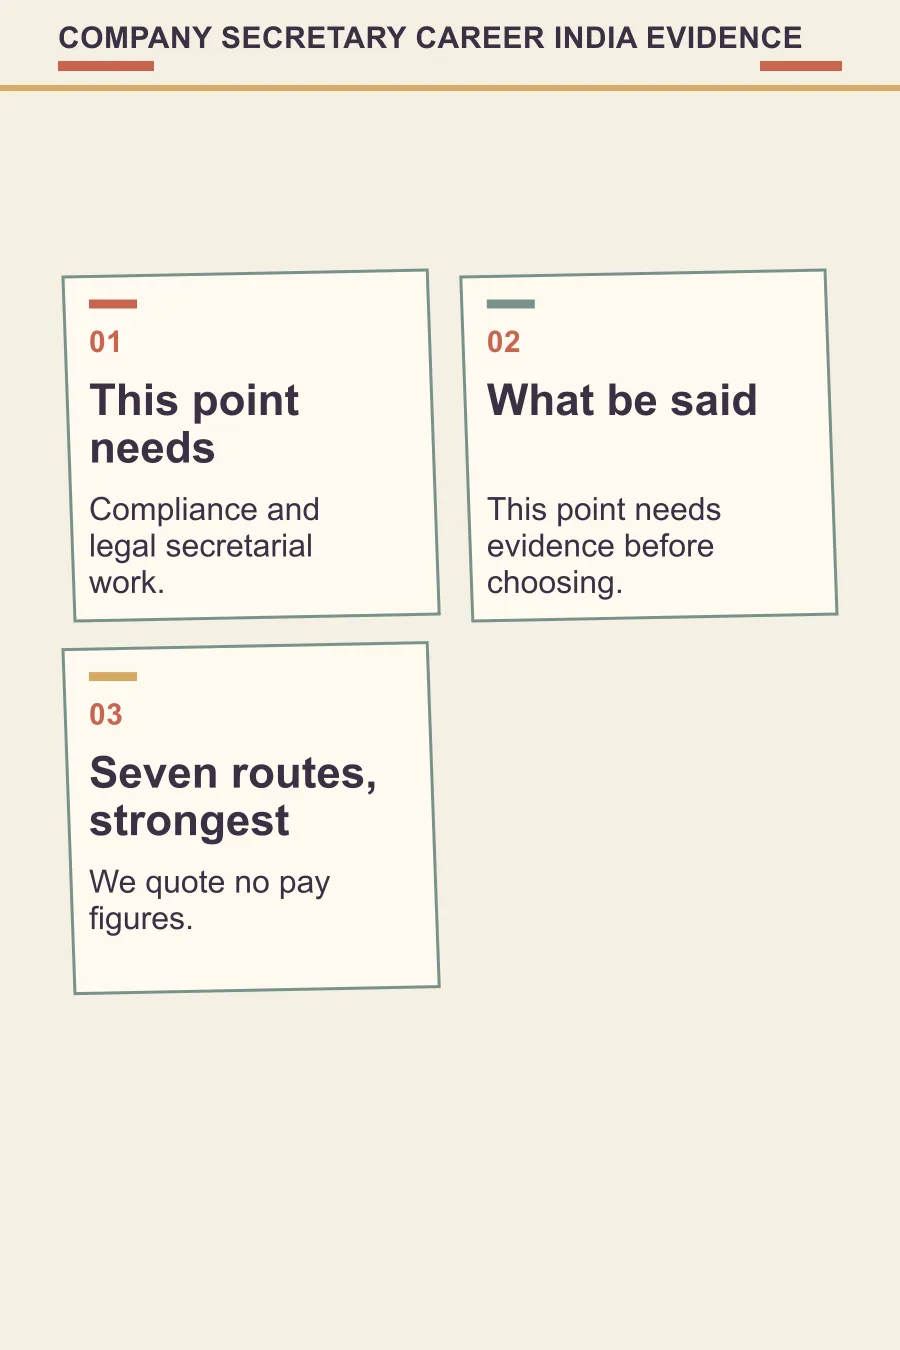 COMPANY SECRETARY CAREER INDIA EVIDENCE
01
This point
needs
Compliance and
legal secretarial
work.
02
What be said
This point needs
evidence before
choosing.
03
Seven routes,
strongest
We quote no pay
figures.